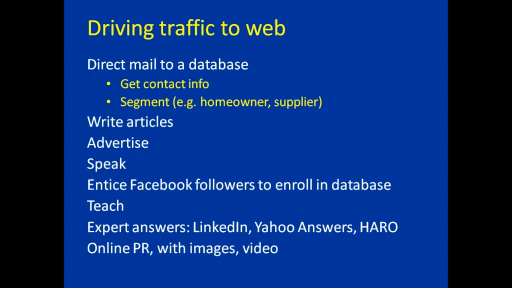 Driving traffic to web
Direct mail to a database
• Get contact info
• Segment (e.g. homeowner, supplier)
Write articles
Advertise
Speak
Entice Facebook followers to enroll in database
Teach
Expert answers: LinkedIn, Yahoo Answers, HARO
Online PR, with images, video